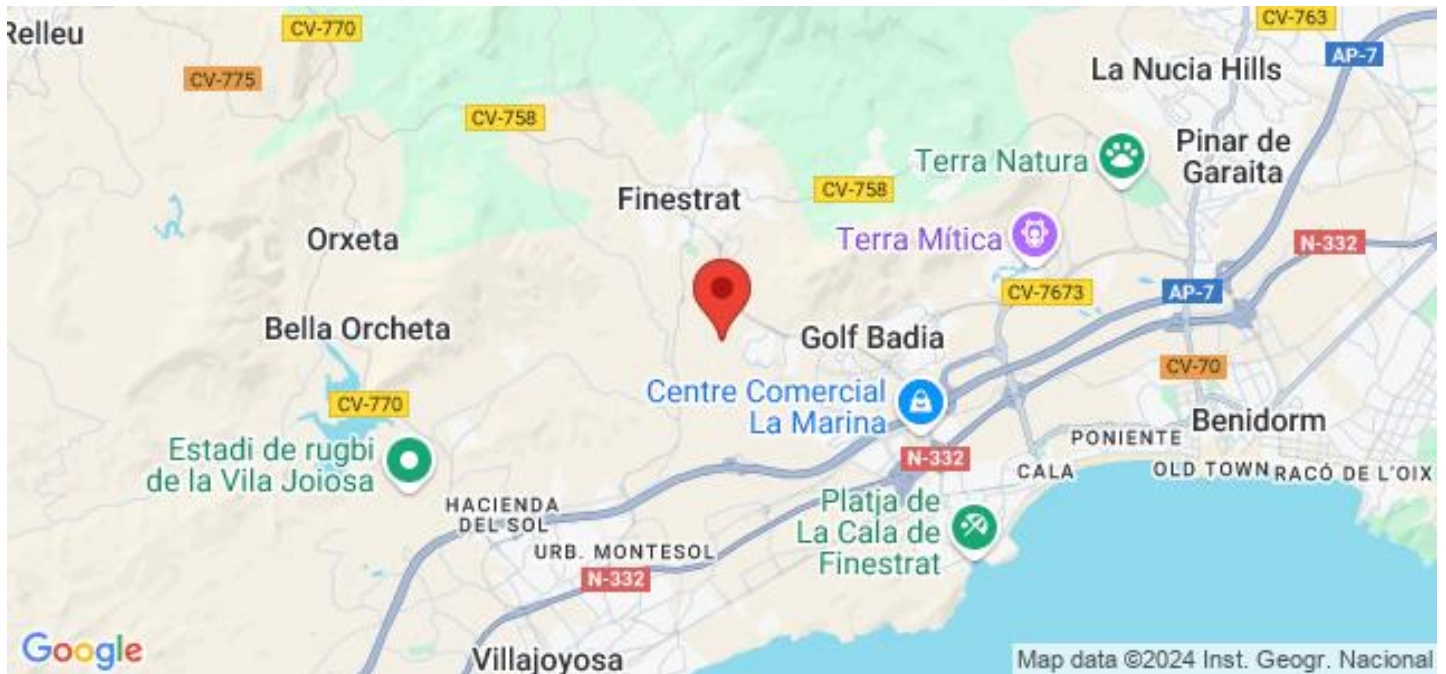 Relleu
CV-770
CV-763
AP-7
CV-775
La Nucia Hills
CV-758
Pinar de
Garaita
Terra Natura
Finestrat
CV-758
Orxeta
Terra Mítica
N-332
CV-7673
AP-7
Bella Orcheta
Golf Badia
CV-70
Centre Comercial
La Marina
CV-770
Benidorm
PONIENTE
Estadi de rugbi
de la Vila Joiosa
N-332
CALA
OLD TOWN
RACÓ DE L'OIX
HACIENDA
DEL SOL
Platja de
La Cala de
Finestrat
URB. MONTESOL
N-332
Google
Villajoyosa
Map data ©2024 Inst. Geogr. Nacional